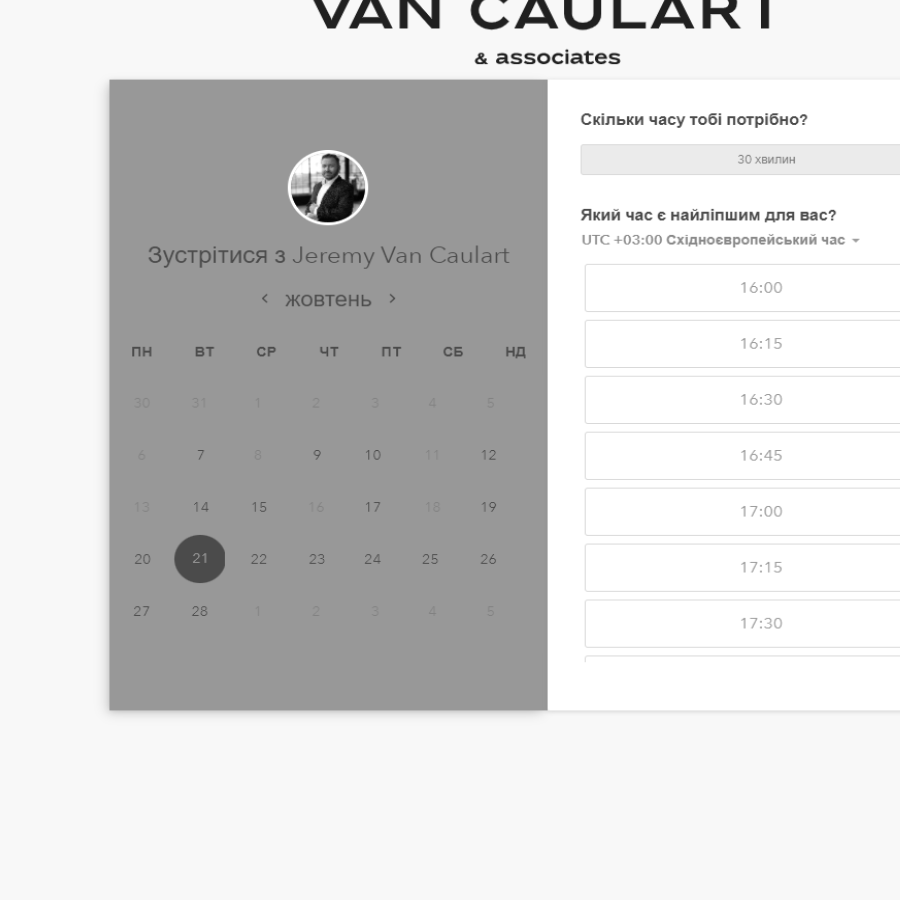 VAN CAULART
& associates
Зустрітися з Jeremy Van Caulart
жовтень
ПН ВТ СР ЧТ ПТ СБ НД
30 31 1 2 3 4 5
6 7 8 9 10 11 12
13 14 15 16 17 18 19
20 21 22 23 24 25 26
27 28 1 2 3 4 5
Скільки часу тобі потрібно?
30 хвилин
Який час є найліпшим для вас?
UTC +03:00 Східноєвропейський час
16:00
16:15
16:30
16:45
17:00
17:15
17:30